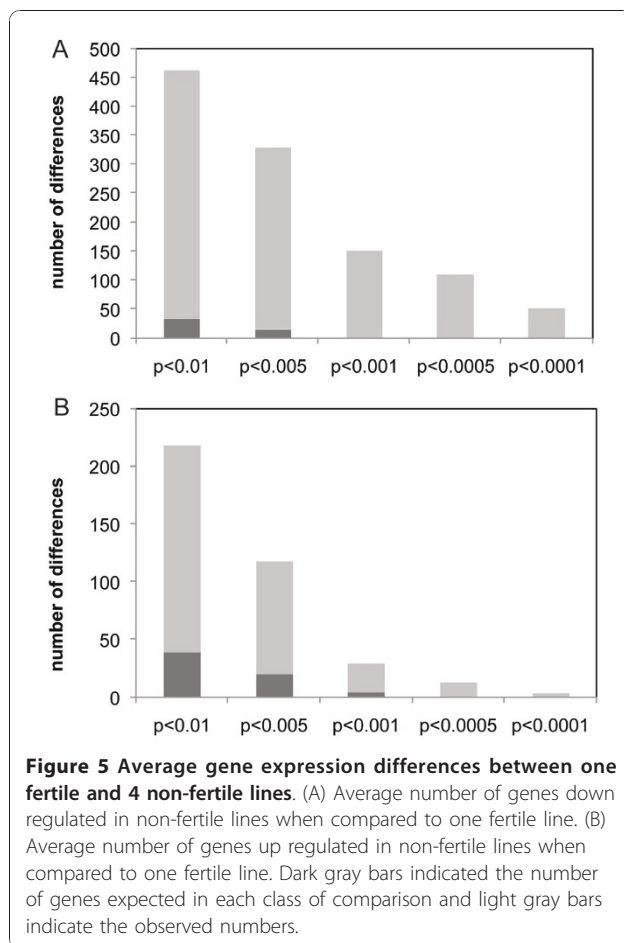 A
500
450
400
350
300
250
200
150
100
50
0
number of differences
p<0.01 p<0.005 p<0.001 p<0.0005 p<0.0001
B
250
200
150
100
50
0
number of differences
p<0.01 p<0.005 p<0.001 p<0.0005 p<0.0001
Figure 5 Average gene expression differences between one
fertile and 4 non-fertile lines. (A) Average number of genes down
regulated in non-fertile lines when compared to one fertile line. (B)
Average number of genes up regulated in non-fertile lines when
compared to one fertile line. Dark gray bars indicated the number
of genes expected in each class of comparison and light gray bars
indicate the observed numbers.